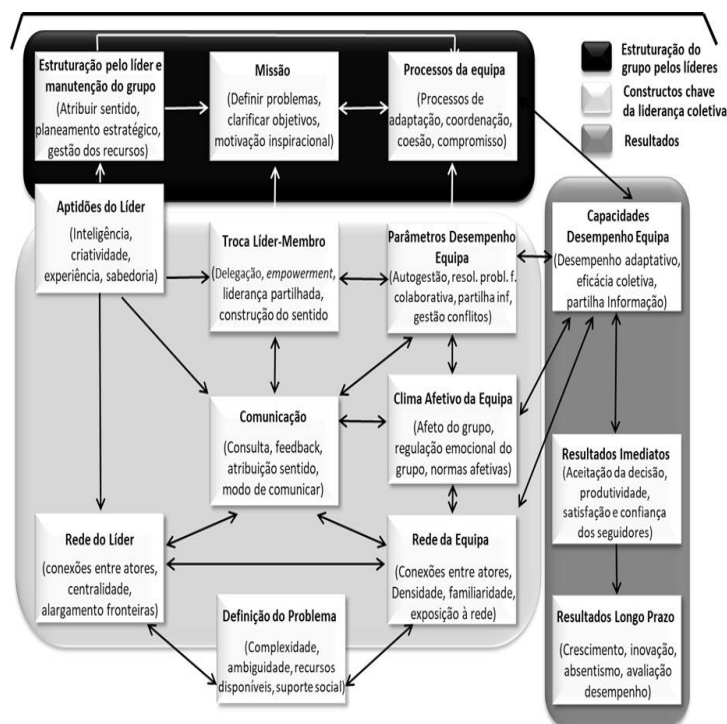 Estruturação pelo líder e
manutenção do grupo
(Atribuir sentido,
planeamento estratégico,
gestão dos recursos)
Missão
(Definir problemas,
clarificar objetivos,
motivação inspiracional)
Processos da equipa
(Processos de
adaptação, coordenação,
coesão, compromisso)
Estruturação do
grupo pelos líderes
Constructos chave
da liderança coletiva
Resultados
Aptidões do Líder
(Inteligência,
criatividade,
experiência, sabedoria)
Troca Líder-Membro
(Delegação, empowerment,
liderança partilhada,
construção do sentido
Parâmetros Desempenho
Equipa
(Autogestão, resol. probl. f.
colaborativa, partilha inf,
gestão conflitos)
Capacidades
Desempenho Equipa
(Desempenho adaptativo,
eficácia coletiva,
partilha Informação)
Comunicação
(Consulta, feedback,
atribuição sentido,
modo de comunicar)
Clima Afetivo da Equipa
(Afeto do grupo,
regulação emocional do
grupo, normas afetivas)
Resultados Imediatos
(Aceitação da decisão,
produtividade,
satisfação e confiança
dos seguidores)
Rede do Líder
(conexões entre atores,
centralidade,
alargamento fronteiras)
Rede da Equipa
(Conexões entre atores,
Densidade, familiaridade,
exposição à rede)
Definição do Problema
(Complexidade,
ambiguidade, recursos
disponíveis, suporte social)
Resultados Longo Prazo
(Crescimento, inovação,
absentismo, avaliação
desempenho)